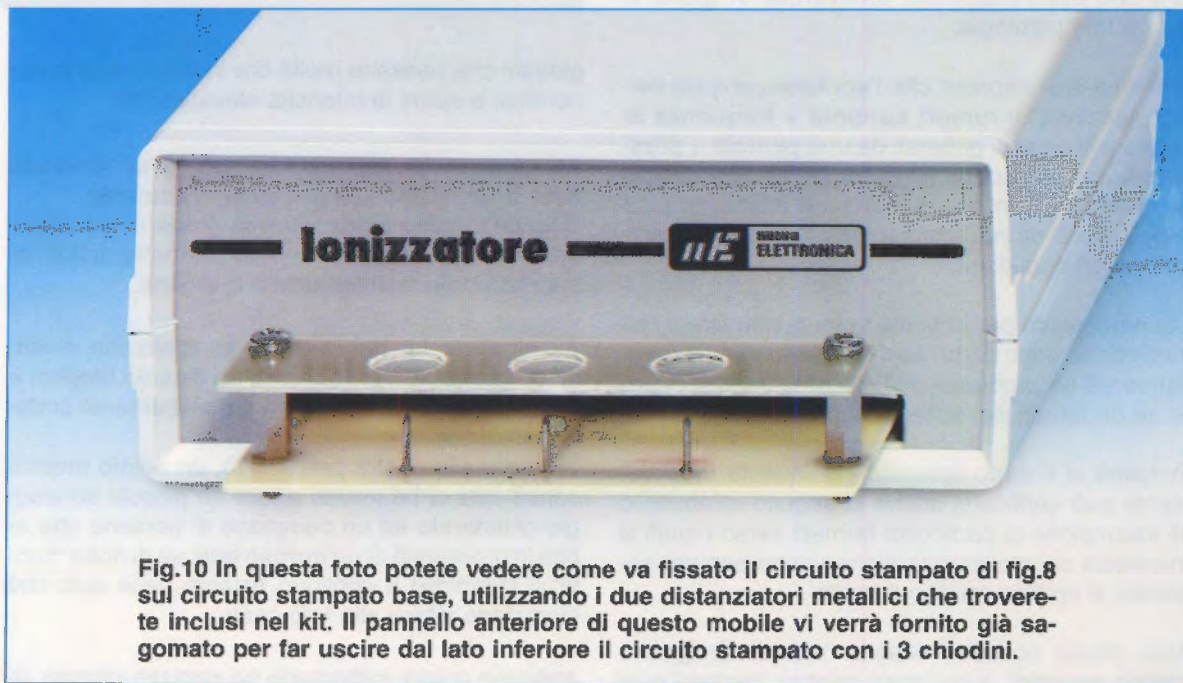 Ionizzatore
nE
nuova
ELETTRONICA
Fig.10 In questa foto potete vedere come va fissato il circuito stampato di fig.8
sul circuito stampato base, utilizzando i due distanziatori metallici che trovere-
te inclusi nel kit. Il pannello anteriore di questo mobile vi verrà fornito già sa-
gomato per far uscire dal lato inferiore il circuito stampato con i 3 chiodini.